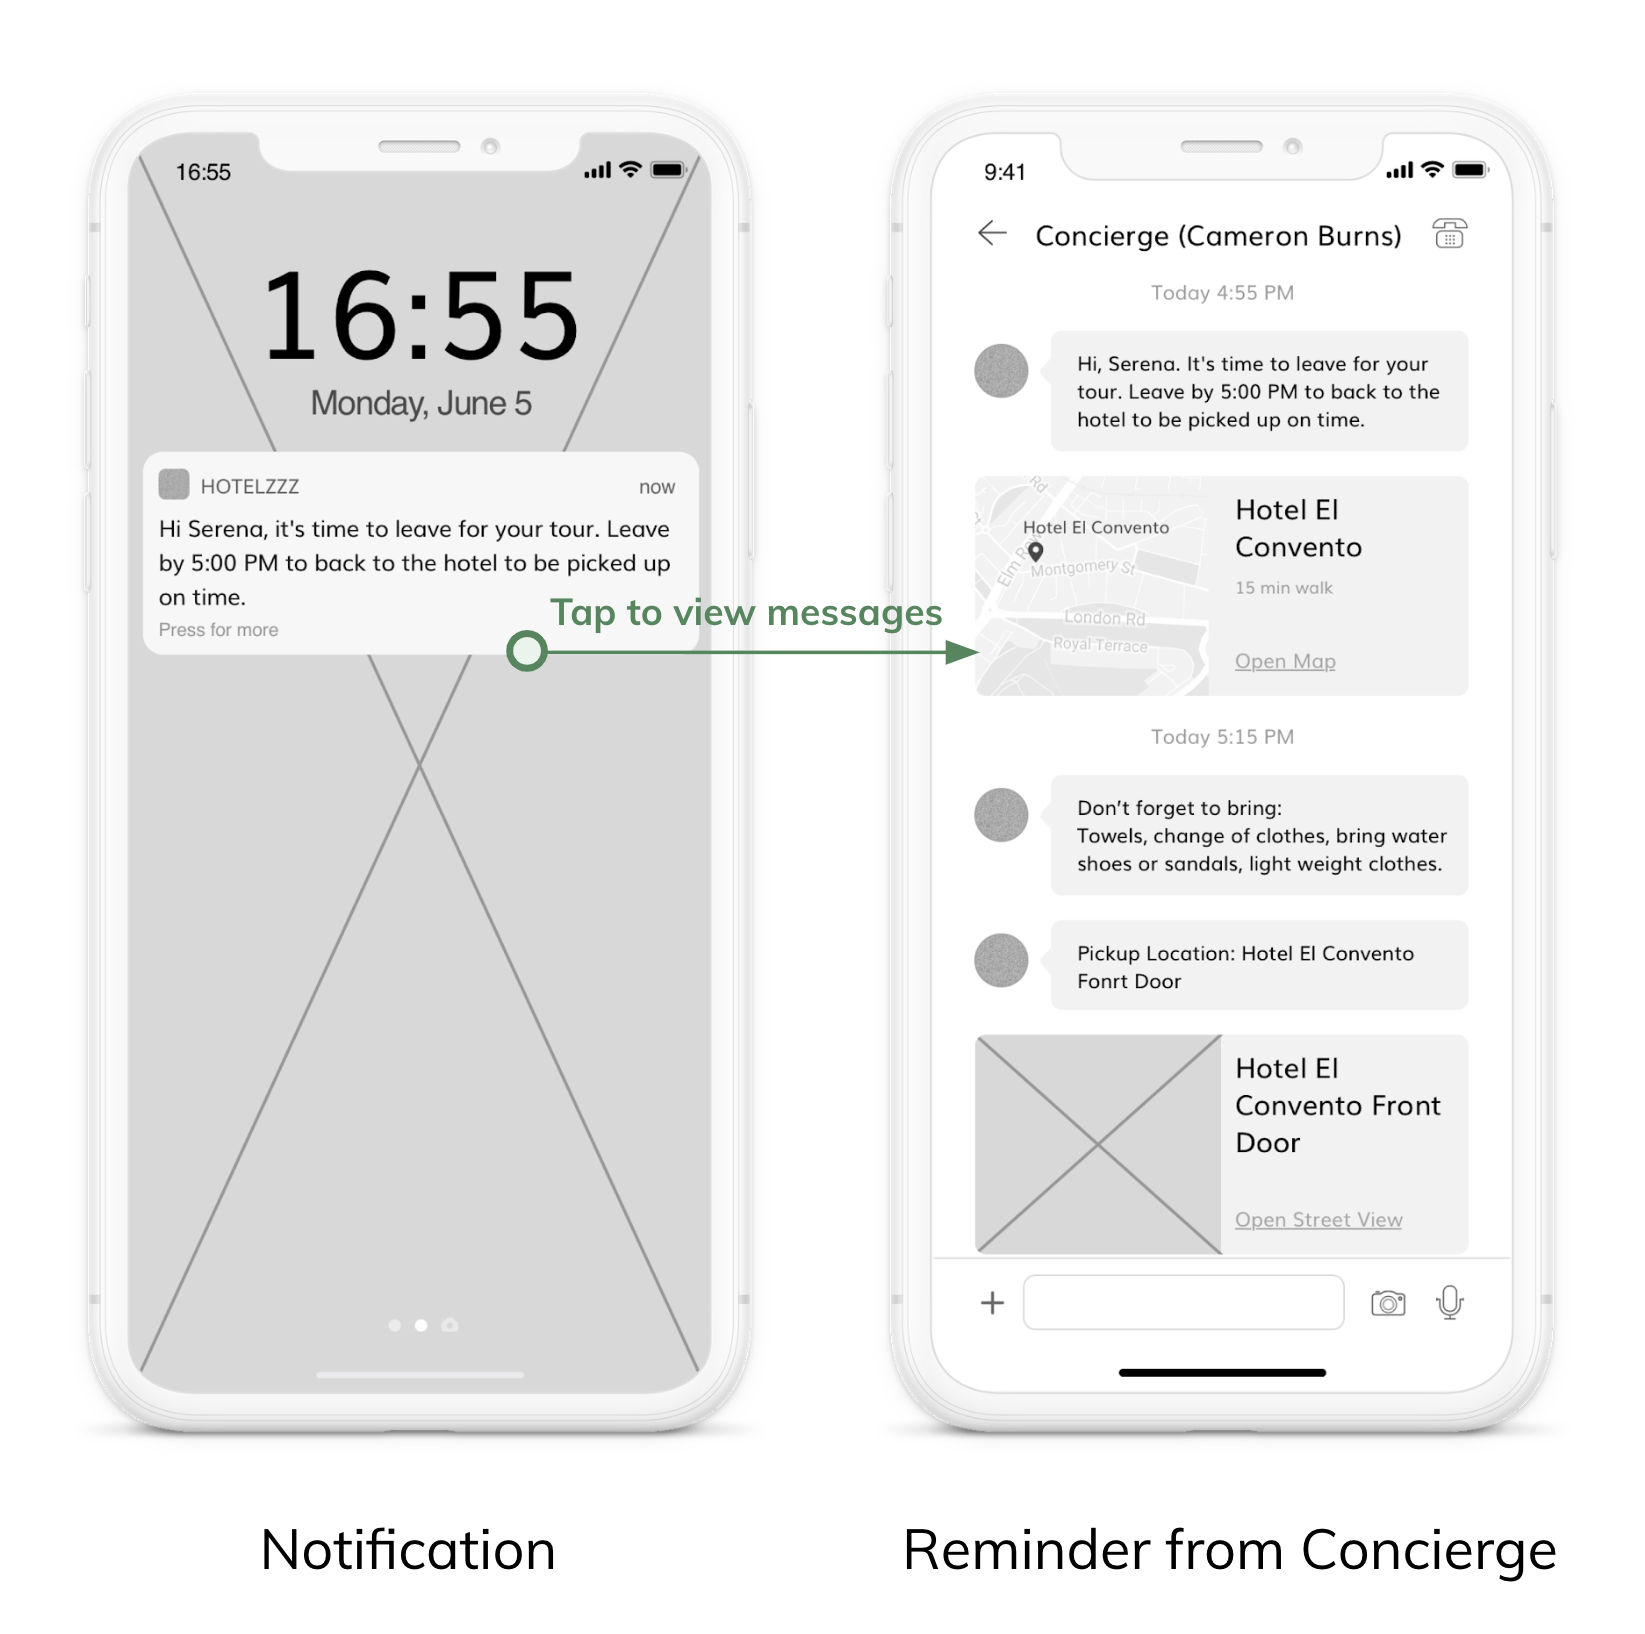 16:55
16:55
Monday, June 5
HOTELZZZ
now
Hi Serena, it's time to leave for your tour. Leave
by 5:00 PM to back to the hotel to be picked up
on time.
Press for more
Tap to view messages
Notification
9:41
Concierge (Cameron Burns)
Today 4:55 PM
Hi, Serena. It's time to leave for your
tour. Leave by 5:00 PM to back to the
hotel to be picked up on time.
Rd
Hotel El Convento
Elm Row
Montgomery St
London Rd
Royal Terrace
Hotel El
Convento
15 min walk
Open Map
Today 5:15 PM
Don’t forget to bring:
Towels, change of clothes, bring water
shoes or sandals, light weight clothes.
Pickup Location: Hotel El Convento
Fonrt Door
Hotel El
Convento Front
Door
Open Street View
Reminder from Concierge